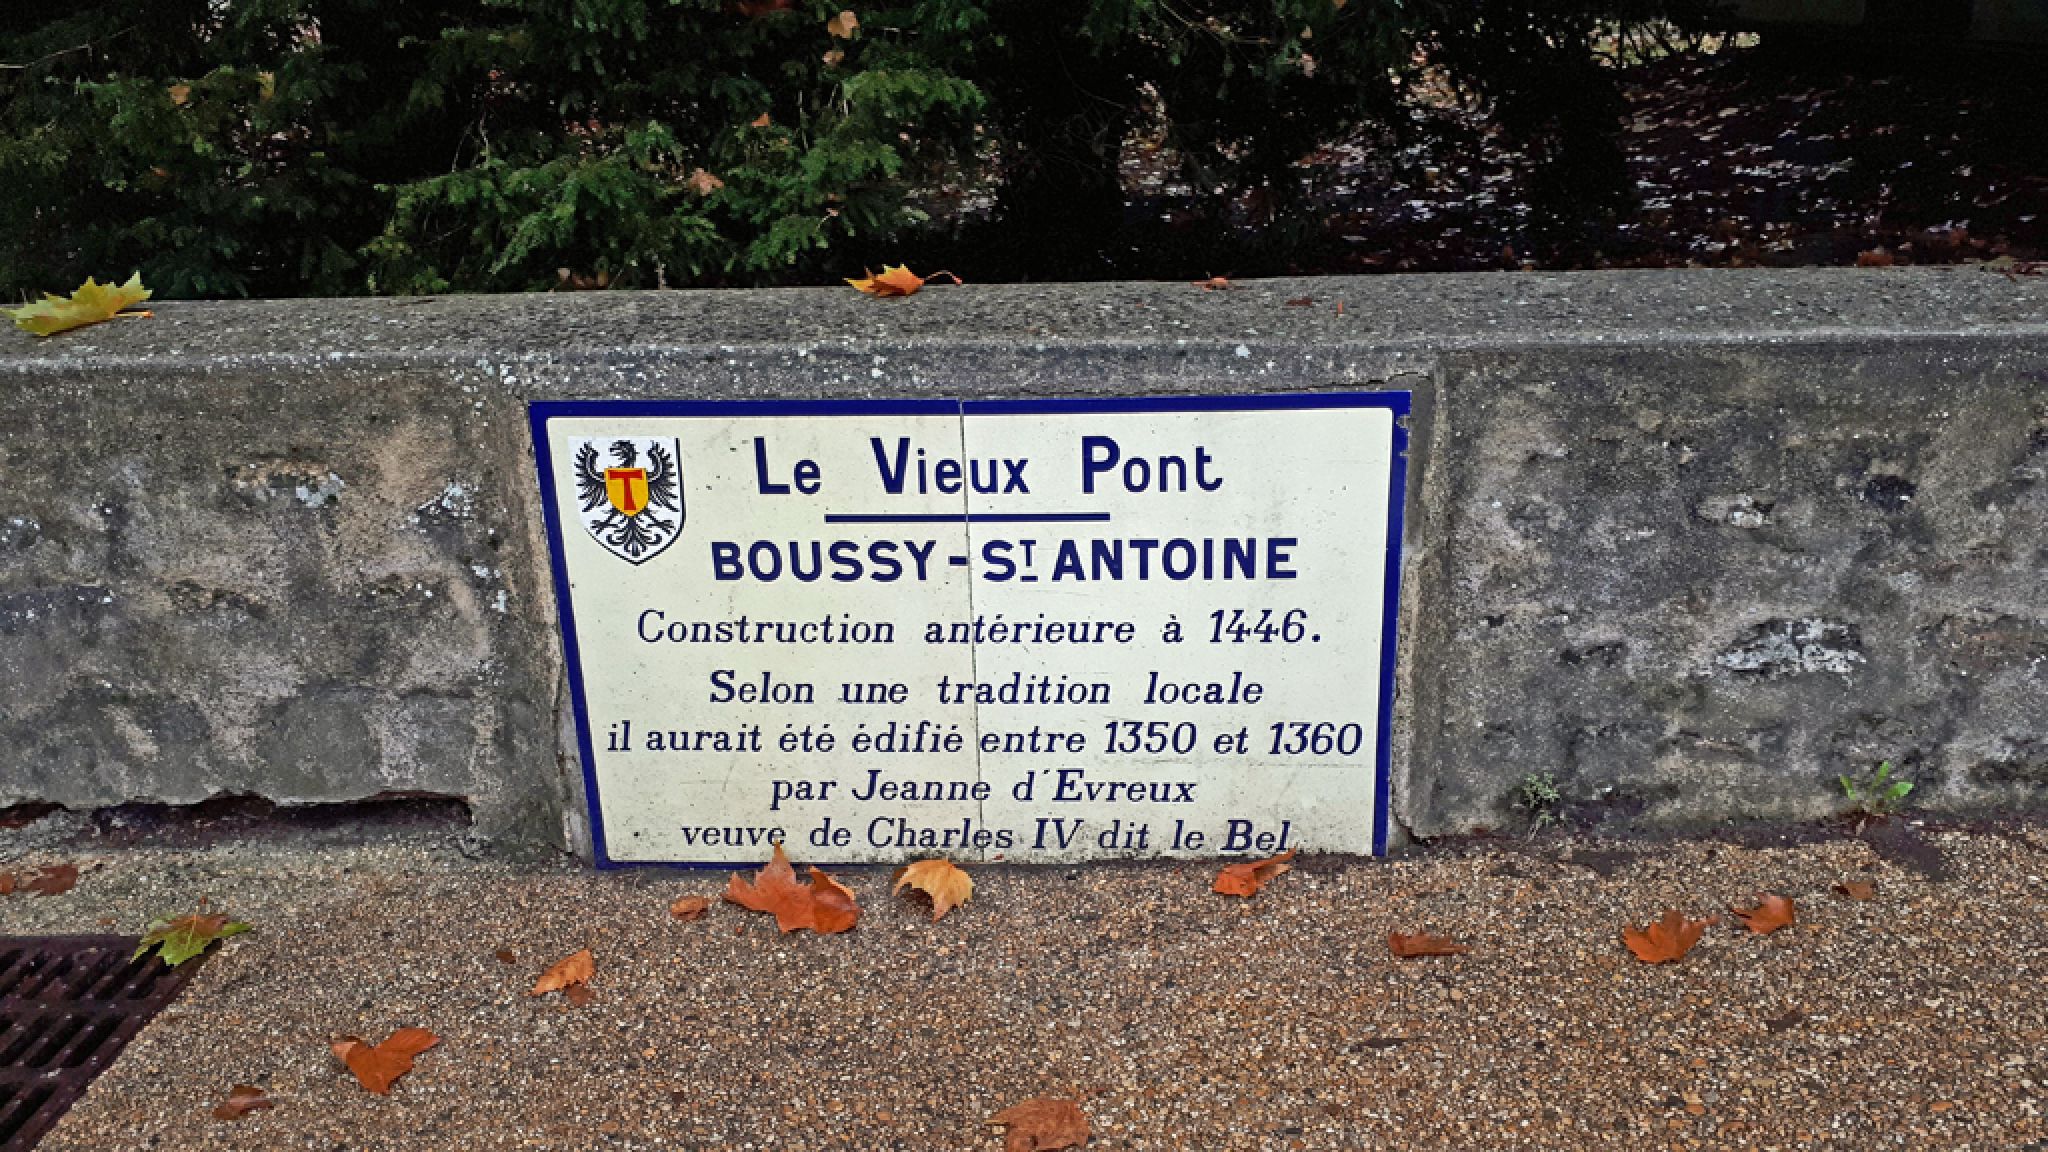 T
Le Vieux Pont
BOUSSY-ST ANTOINE
Construction antérieure à 1446.
Selon une tradition locale
il aurait été édifié entre 1350 et 1360
par Jeanne d'Evreux
veuve de Charles IV dit le Bel